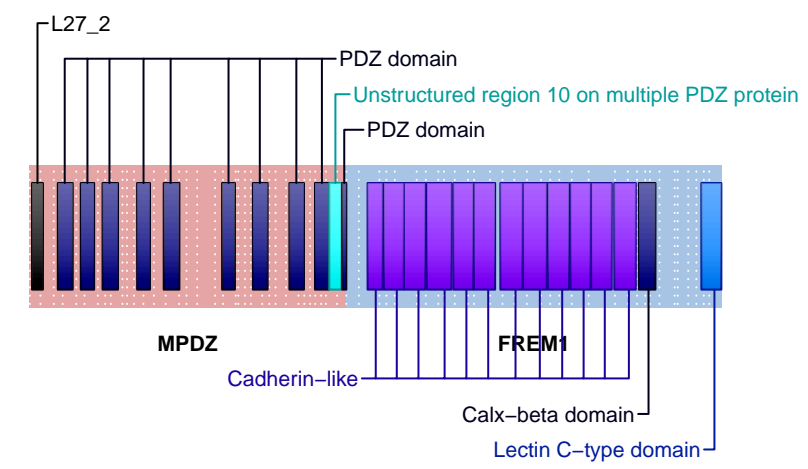 L27_2
PDZ domain
Unstructured region 10 on multiple PDZ protein
PDZ domain
MPDZ
FREM1
Cadherin−like
Calx−beta domain
Lectin C−type domain